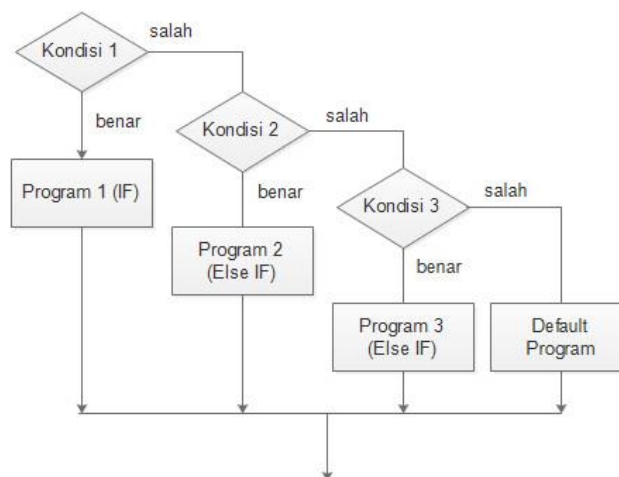 salah
Kondisi 1
benar
Kondisi 2
salah
Program 1 (IF)
benar
Kondisi 3
salah
Program 2
(Else IF)
benar
Program 3
(Else IF)
Default
Program